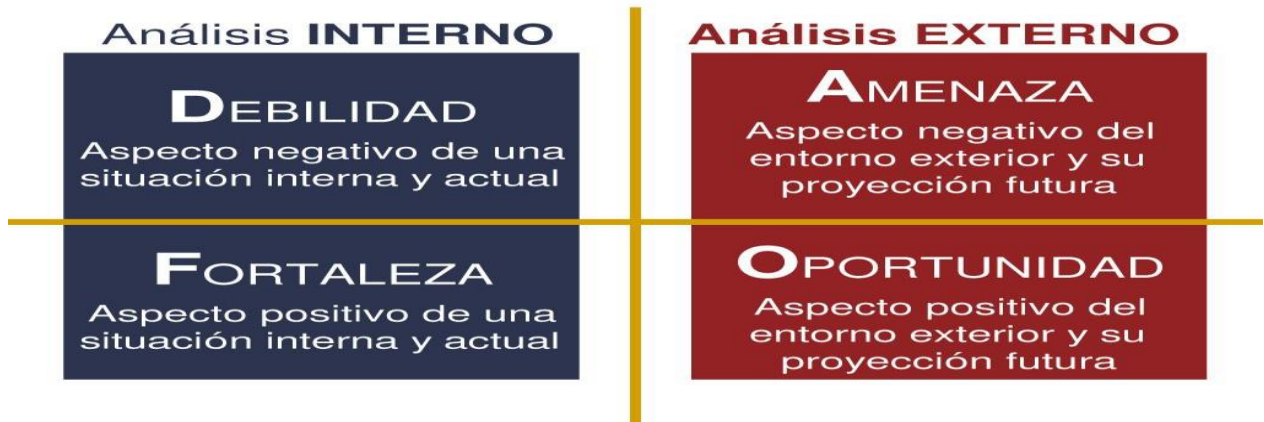 Análisis INTERNO
DEBILIDAD
Aspecto negativo de una
situación interna y actual
FORTALEZA
Aspecto positivo de una
situación interna y actual
Análisis EXTERNO
AMENAZA
Aspecto negativo del
entorno exterior y su
proyección futura
OPORTUNIDAD
Aspecto positivo del
entorno exterior y su
proyección futura